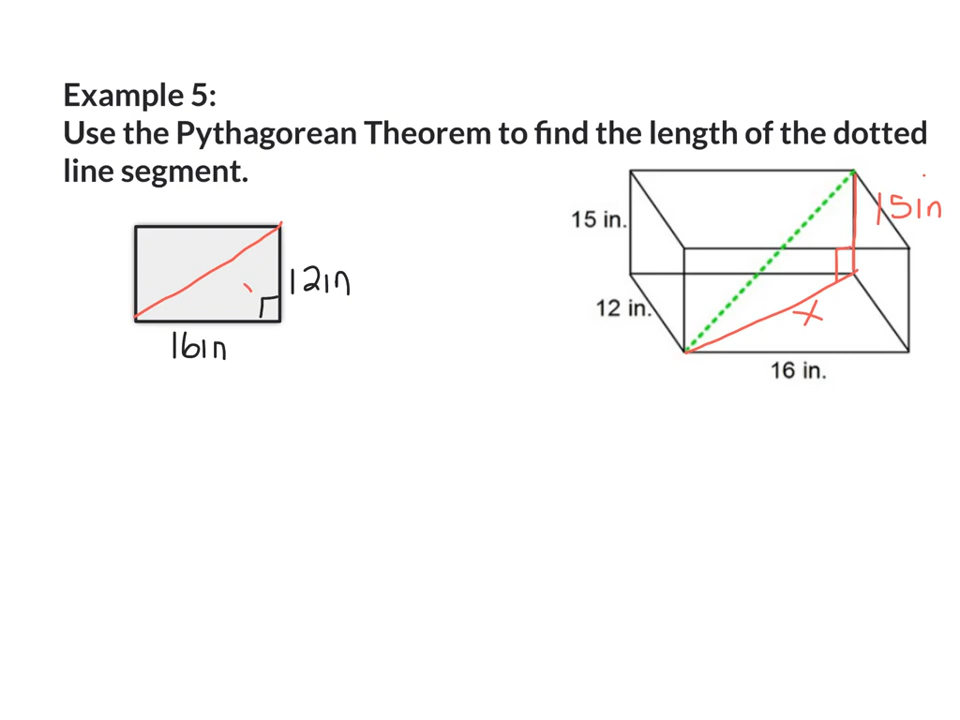 Example 5:
Use the Pythagorean Theorem to find the length of the dotted
line segment.
15 in.
15in
12in
12 in.
x
16in
16 in.